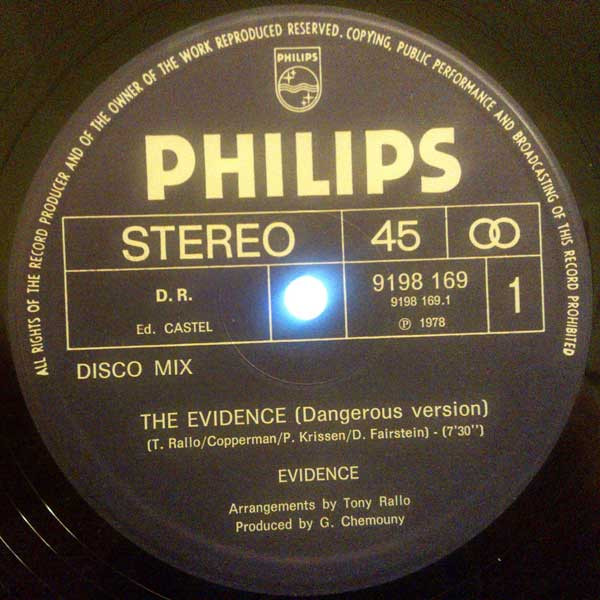 ALL RIGHTS OF THE RECORD PRODUCER AND OF THE OWNER OF THE WORK REPRODUCED RESERVED. COPYING, PUBLIC PERFORMANCE AND BROADCASTING OF THIS RECORD PROHIBITED
PHILIPS
PHILIPS
STEREO 45
D.R. 9198 169 1
9198 169.1
Ed. CASTEL ℗ 1978
DISCO MIX
THE EVIDENCE (Dangerous version)
(T. Rallo/Copperman/P. Krissen/D. Fairstein) - (7'30'')
EVIDENCE
Arrangements by Tony Rallo
Produced by G. Chemouny